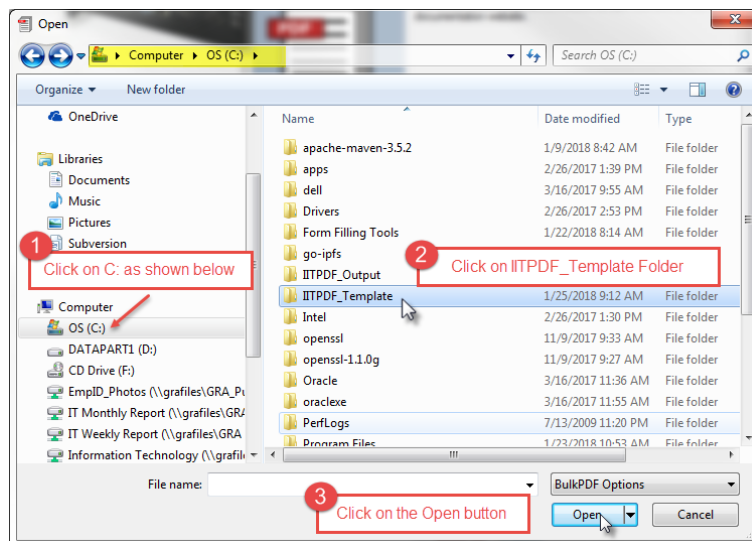 Open
PDF
documentation website.
Computer OS (C:)
Search OS (C:)
Organize New folder
Name Date modified Type
OneDrive
Libraries
Documents
Music
Pictures
Subversion
1
Click on C: as shown below
Computer
OS (C:)
DATAPART1 (D:)
CD Drive (F:)
EmpID_Photos (\\grafiles\GRA_Pu
IT Monthly Report (\\grafiles\GRA
IT Weekly Report (\\grafiles\GRA
Information Technology (\\grafile
apache-maven-3.5.2 1/9/2018 8:42 AM File folder
apps 2/26/2017 1:39 PM File folder
dell 3/16/2017 9:55 AM File folder
Drivers 2/26/2017 2:53 PM File folder
Form Filling Tools 1/22/2018 8:14 AM File folder
go-ipfs
IITPDF_Output
2
Click on IITPDF_Template Folder
IITPDF_Template 1/25/2018 9:12 AM File folder
Intel 2/26/2017 1:30 PM File folder
openssl 11/9/2017 9:33 AM File folder
openssl-1.1.0g 11/9/2017 9:27 AM File folder
Oracle 3/16/2017 11:36 AM File folder
oraclexe 3/16/2017 11:55 AM File folder
PerfLogs 7/13/2009 11:20 PM File folder
Program Files 1/23/2018 10:53 AM File folder
File name: BulkPDF Options
3
Click on the Open button
Open Cancel